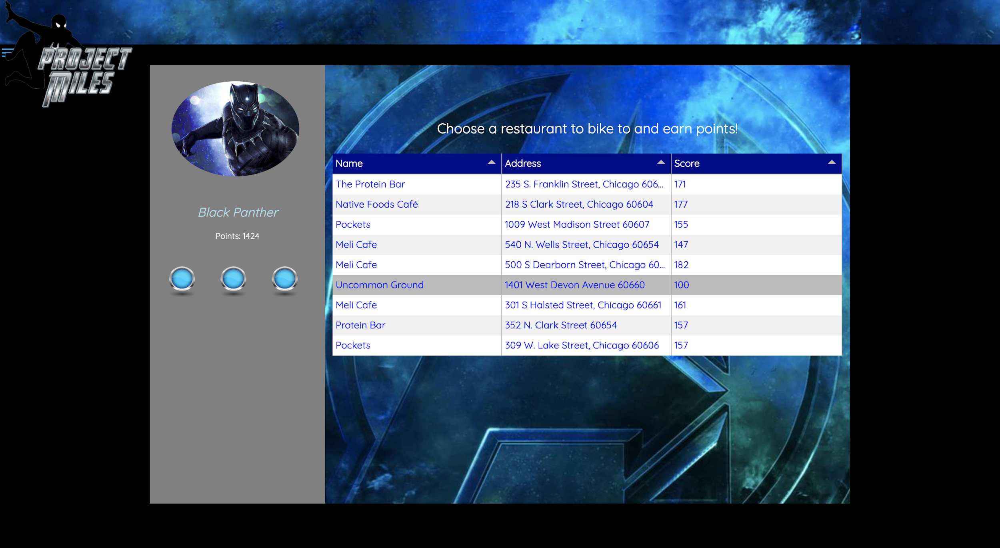 PROJECT
MILES
Black Panther
Points: 1424
Choose a restaurant to bike to and earn points!
Name Address Score
The Protein Bar 235 S. Franklin Street, Chicago 606... 171
Native Foods Café 218 S Clark Street, Chicago 60604 177
Pockets 1009 West Madison Street 60607 155
Meli Cafe 540 N. Wells Street, Chicago 60654 147
Meli Cafe 500 S Dearborn Street, Chicago 60... 182
Uncommon Ground 1401 West Devon Avenue 60660 100
Meli Cafe 301 S Halsted Street, Chicago 60661 161
Protein Bar 352 N. Clark Street 60654 157
Pockets 309 W. Lake Street, Chicago 60606 157